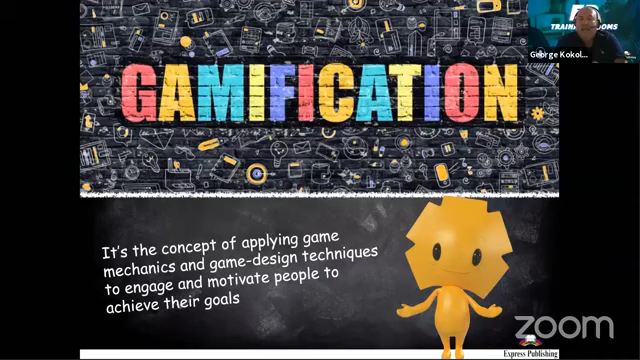 GAMIFICATION
George Kokol...
It's the concept of applying game
mechanics and game-design techniques
to engage and motivate people to
achieve their goals
zoom
Express Publishing